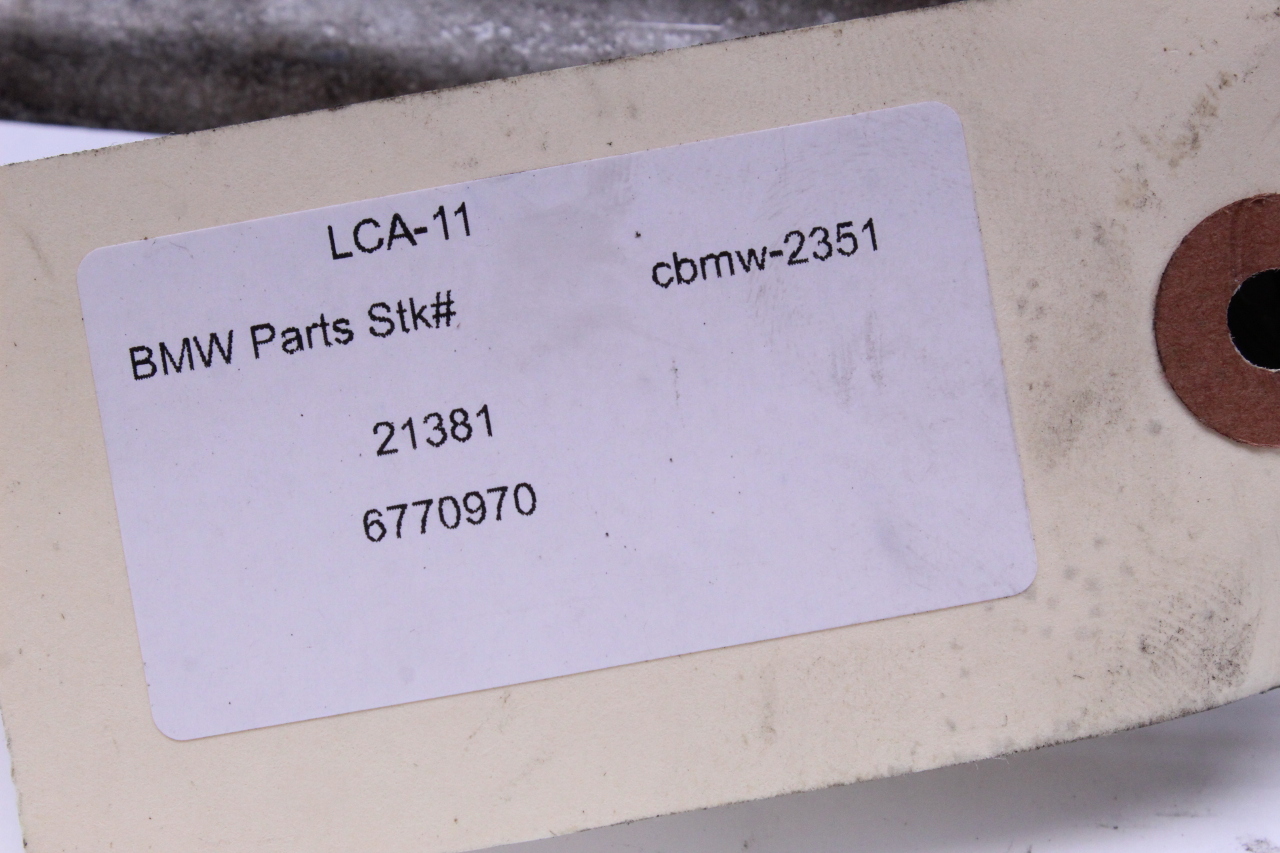 LCA-11
cbmw-2351
BMW Parts Stk#
21381
6770970